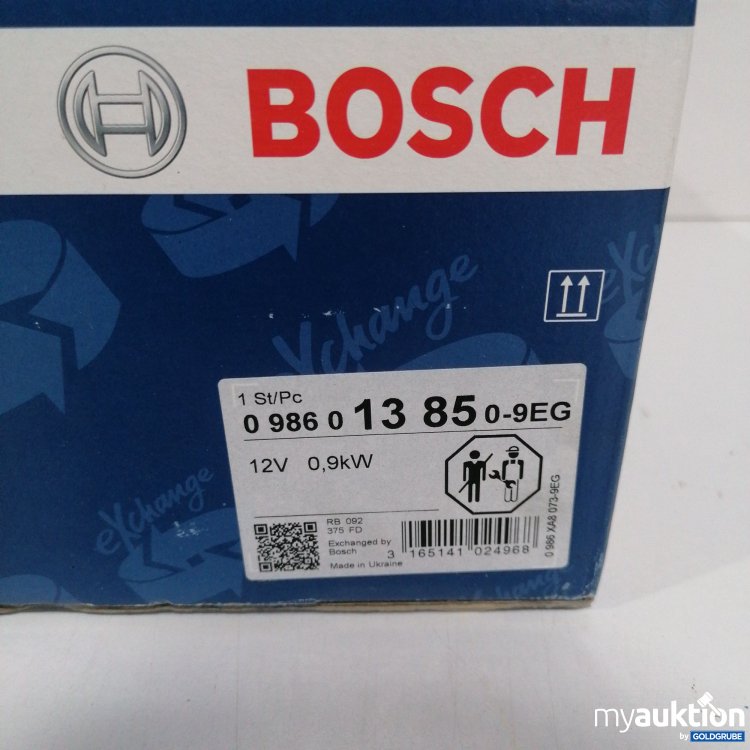 BOSCH
eXchange
1 St/Pc
0 986 0 13 85 0-9EG
12V 0,9kW
eXchange
RB 092
375 FD
Exchanged by
Bosch
Made in Ukraine
3 165141 024968
0 986 XA8 073-9EG
myauktion
by GOLDGRUBE